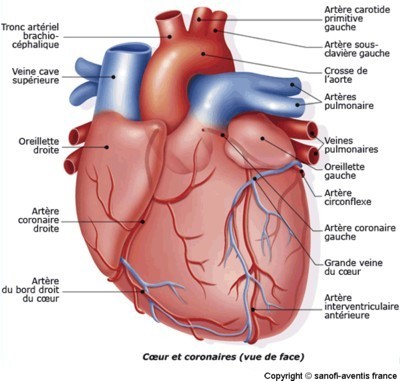 Tronc artériel
brachio-
céphalique
Veine cave
supérieure
Oreillette
droite
Artère
coronaire
droite
Artère
du bord droit
du cœur
Artère carotide
primitive
gauche
Artère sous-
clavière gauche
Crosse de
l'aorte
Artères
pulmonaire
Veines
pulmonaires
Oreillette
gauche
Artère
circonflexe
Artère coronaire
gauche
Grande veine
du cœur
Artère
interventriculaire
antérieure
Cœur et coronaires (vue de face)
Copyright © sanofi-aventis france